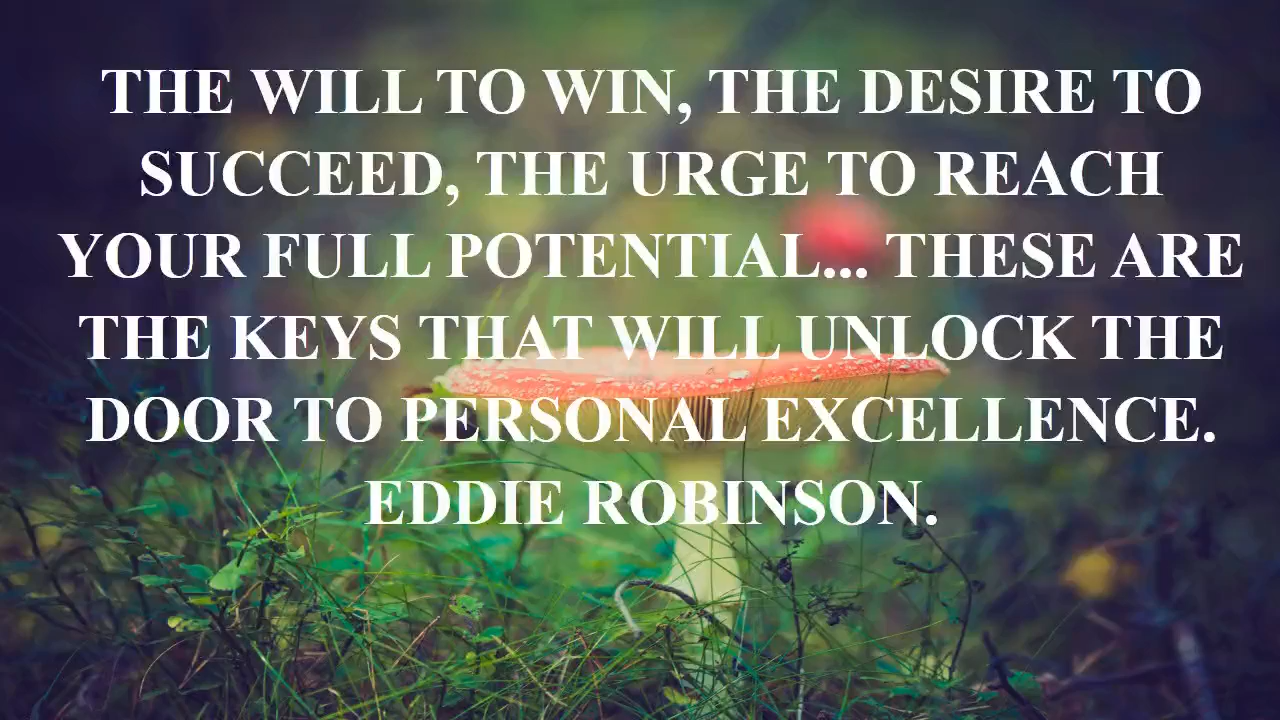 THE WILL TO WIN, THE DESIRE TO
SUCCEED, THE URGE TO REACH
YOUR FULL POTENTIAL... THESE ARE
THE KEYS THAT WILL UNLOCK THE
DOOR TO PERSONAL EXCELLENCE.
EDDIE ROBINSON.